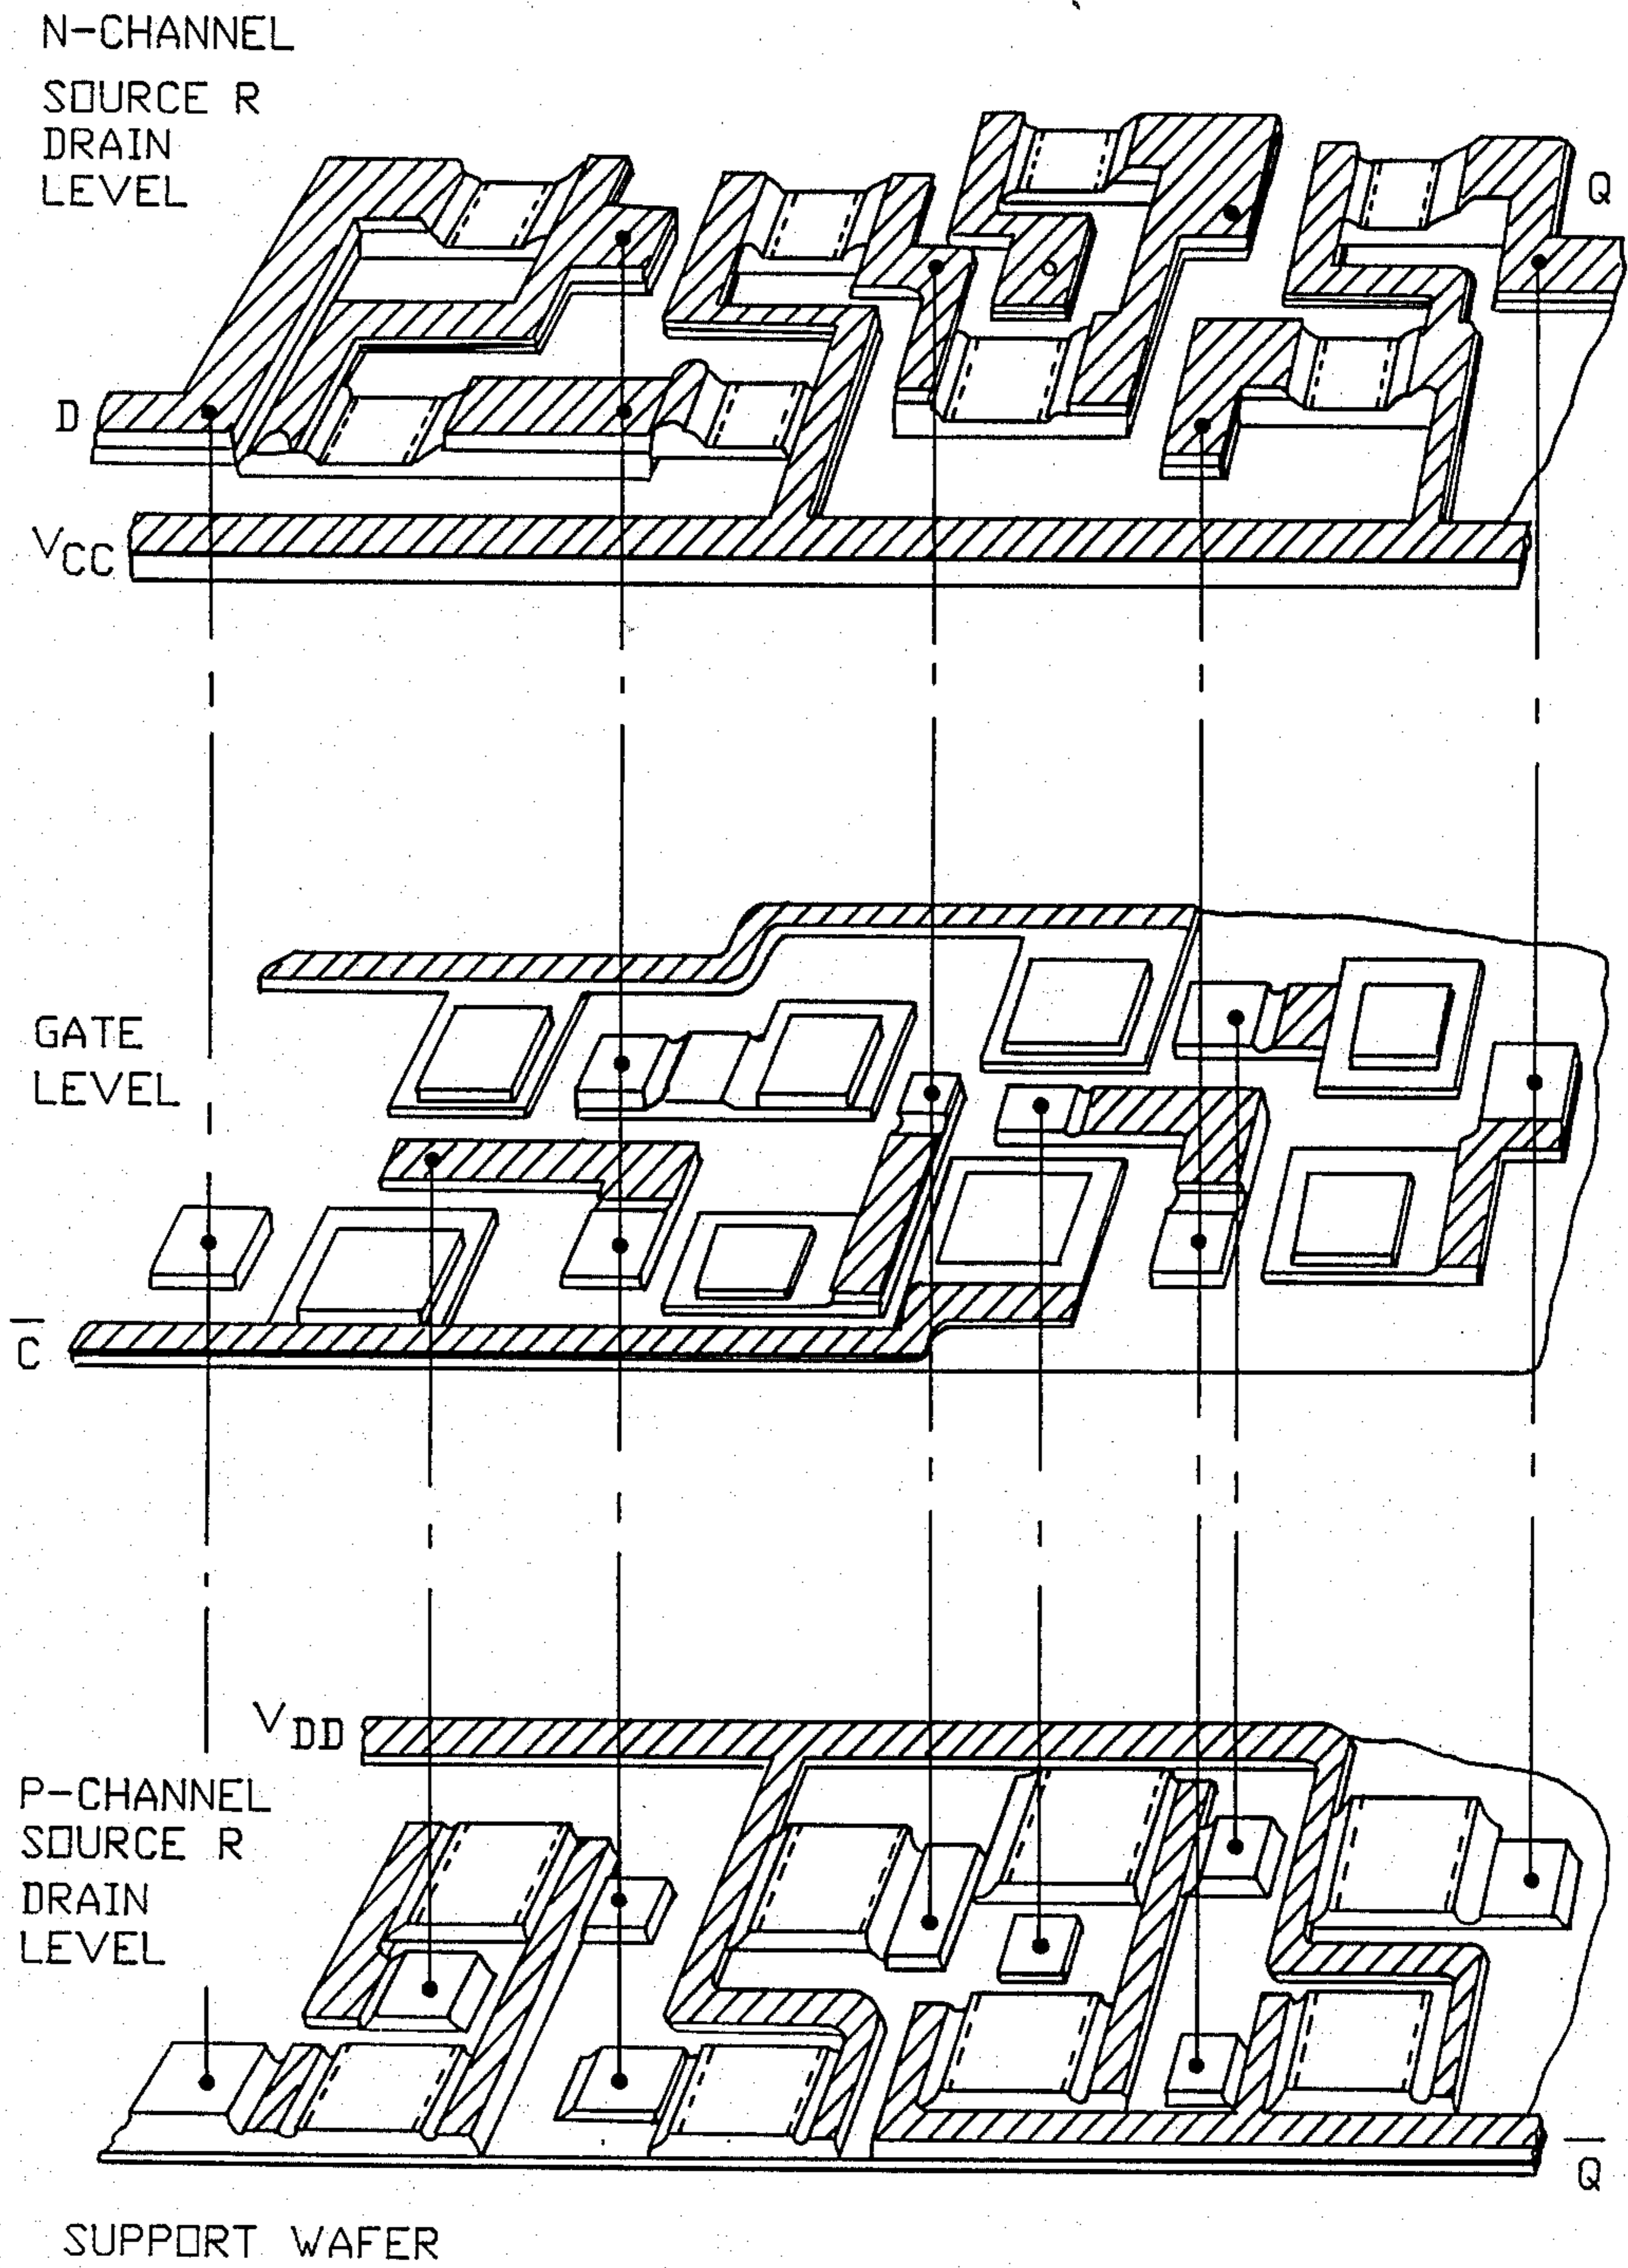 N-CHANNEL
SOURCE R
DRAIN
LEVEL
Q
D
VCC
GATE
LEVEL
C̅
VDD
P-CHANNEL
SOURCE R
DRAIN
LEVEL
Q̅
SUPPORT WAFER